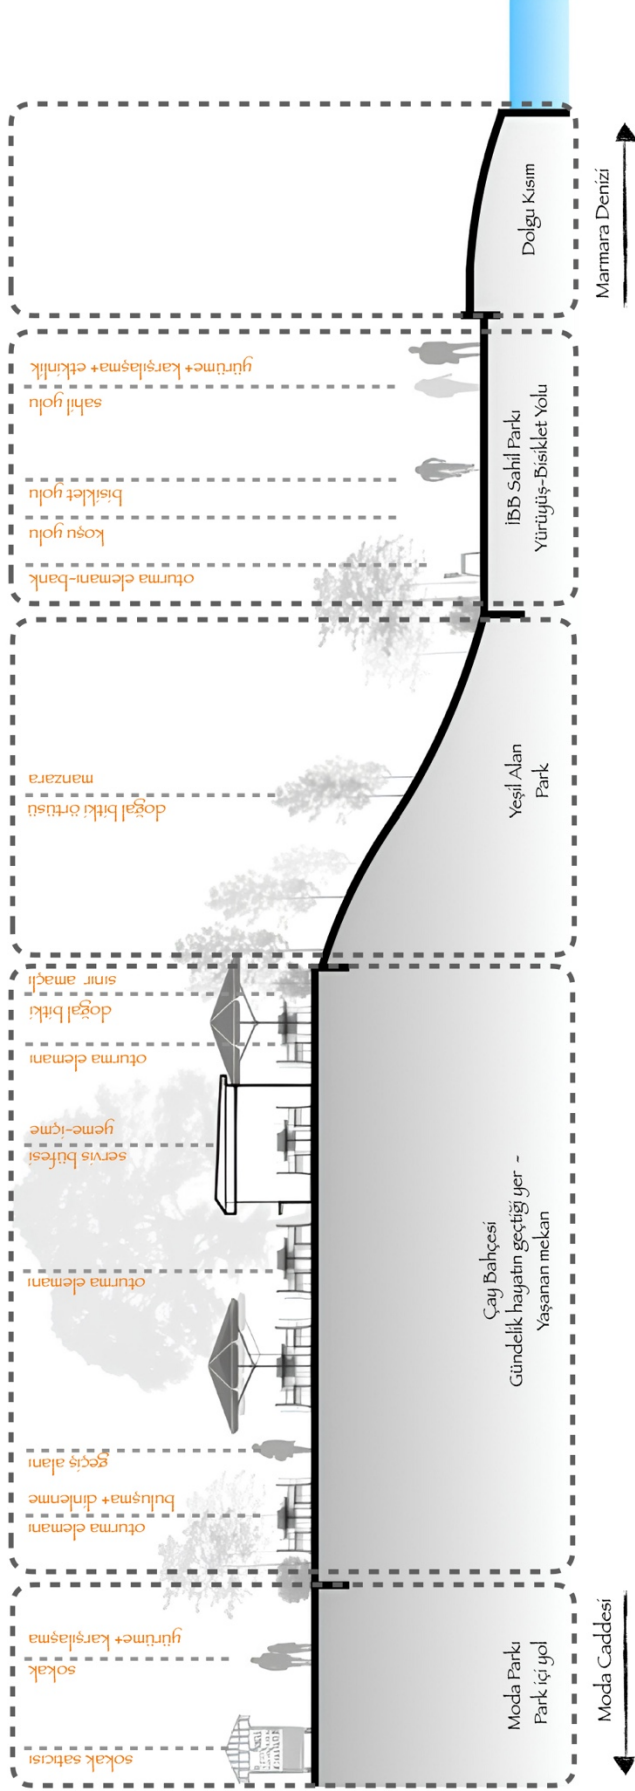 Marmara Denizi
Dolgu Kısım
yürüme+ karşılaşma+ etkinlik
sahil yolu
bisiklet yolu
koşu yolu
oturma elemanı-bank
İBB Sahil Parkı
Yürüyüş-Bisiklet Yolu
manzara
doğal bitki örtüsü
Yeşil Alan
Park
sınır amaçlı
doğal bitki
oturma elemanı
yeme-içme
servis büfesi
oturma elemanı
geçiş alanı
buluşma+ dinlenme
oturma elemanı
Çay Bahçesi
Gündelik hayatın geçtiği yer -
Yaşanan mekan
yürüme+ karşılaşma
sokak
sokak satıcısı
Moda Parkı
Park içi yol
Moda Caddesi